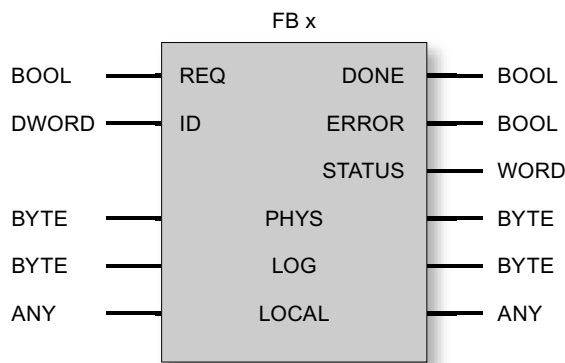 FB x
BOOL REQ DONE BOOL
DWORD ID ERROR BOOL
STATUS WORD
BYTE PHYS BYTE
BYTE LOG BYTE
ANY LOCAL ANY